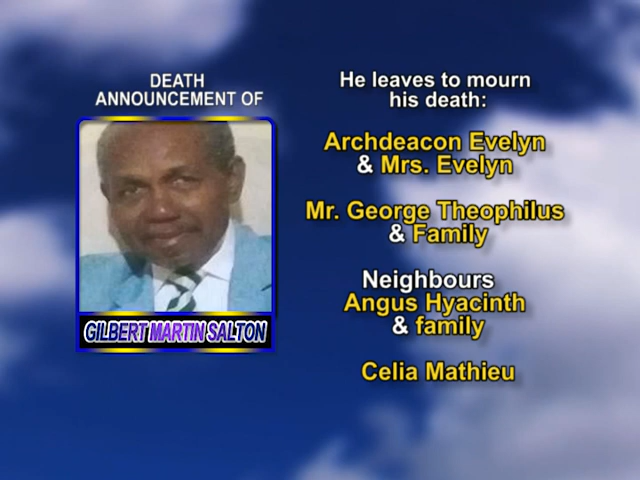 DEATH
ANNOUNCEMENT OF
GILBERT MARTIN SALTON
He leaves to mourn
his death:
Archdeacon Evelyn
& Mrs. Evelyn
Mr. George Theophilus
& Family
Neighbours
Angus Hyacinth
& family
Celia Mathieu